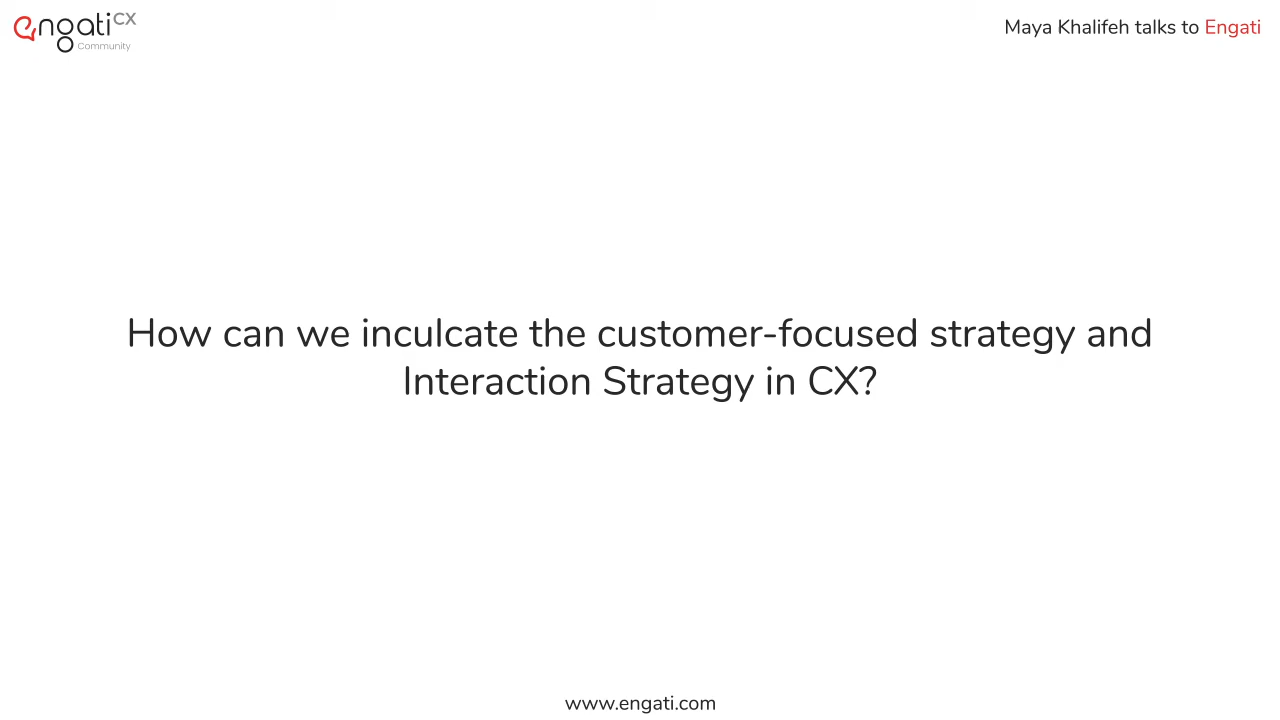 engati CX
Community
Maya Khalifeh talks to Engati
How can we inculcate the customer-focused strategy and
Interaction Strategy in CX?
www.engati.com